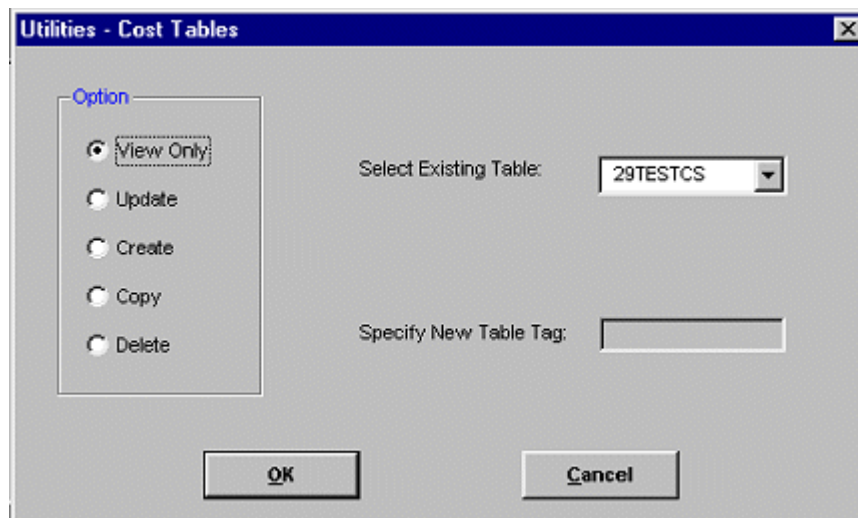 Utilities - Cost Tables
Option
View Only
Update
Create
Copy
Delete
Select Existing Table:
29TESTCS
Specify New Table Tag:
OK
Cancel